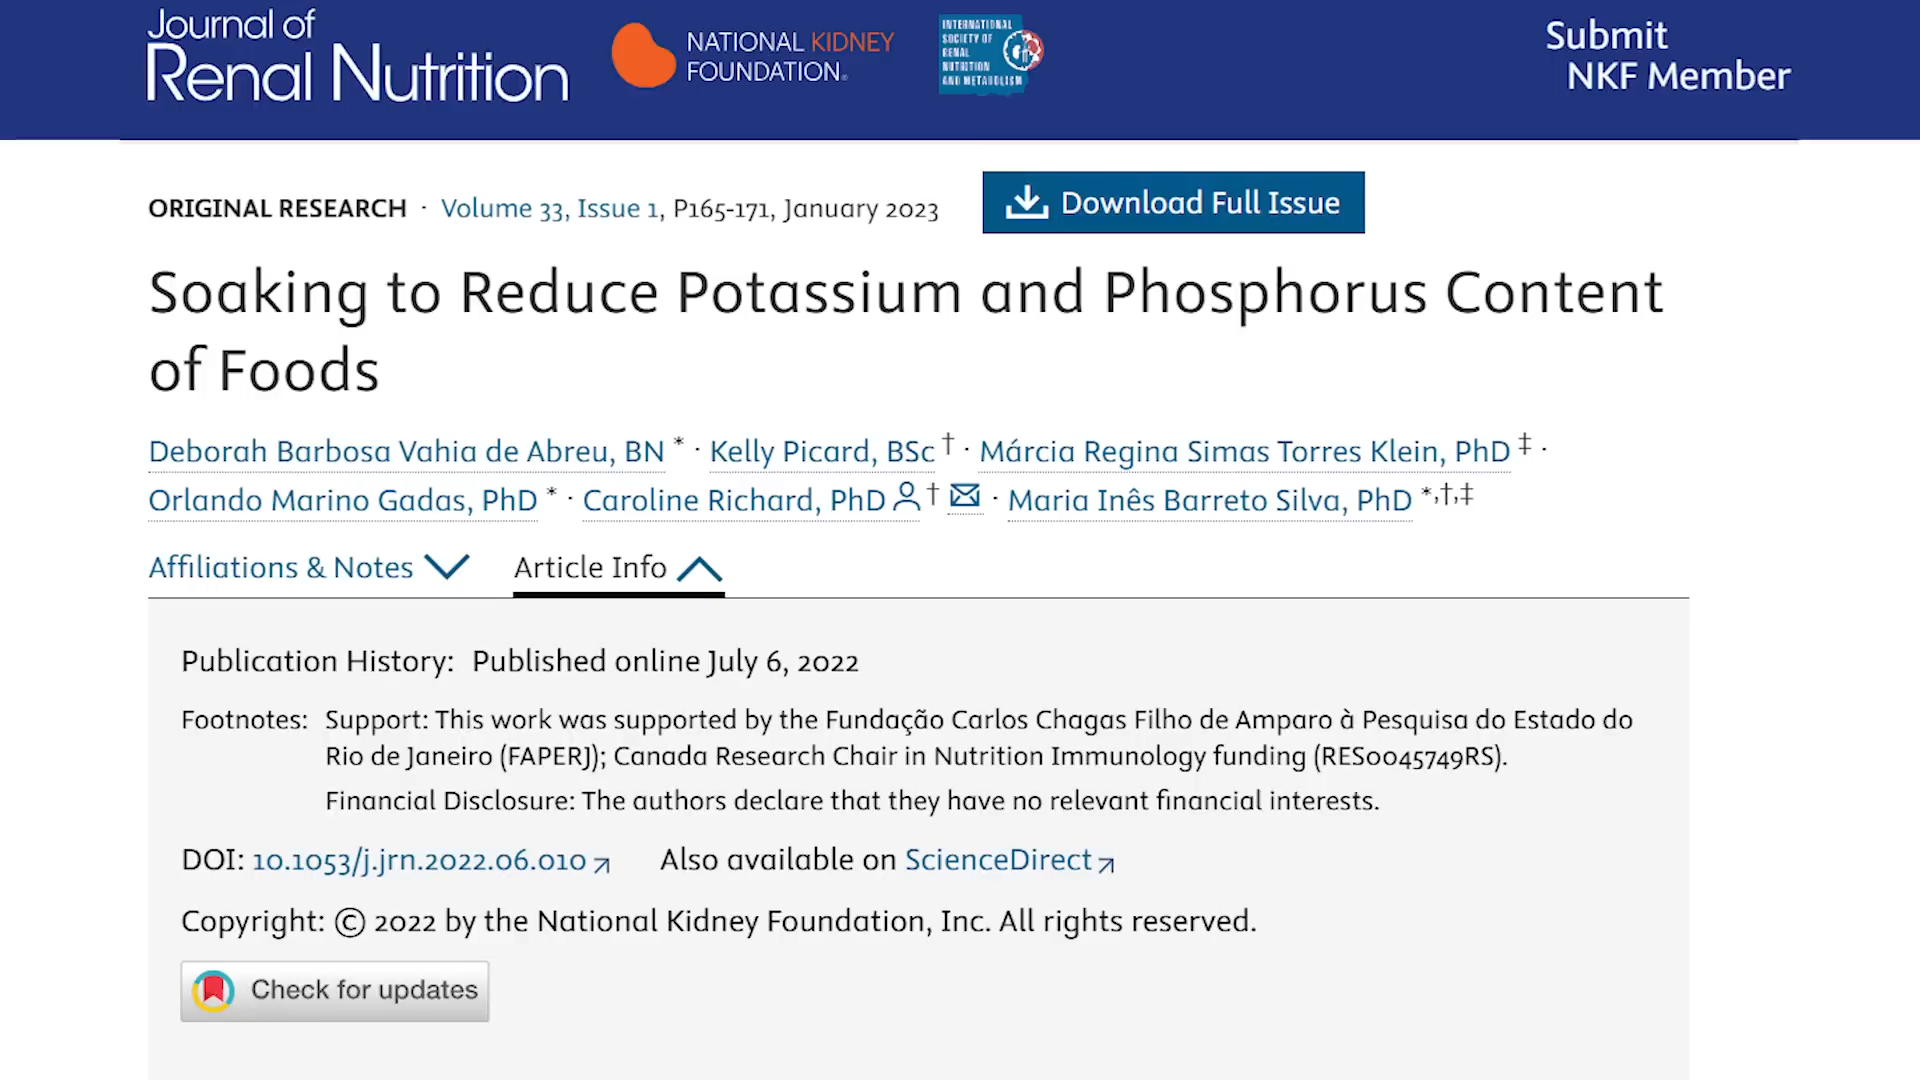 Journal of
Renal Nutrition
NATIONAL KIDNEY
FOUNDATION®
INTERNATIONAL
SOCIETY OF
RENAL
NUTRITION
AND METABOLISM
Submit
NKF Member
ORIGINAL RESEARCH · Volume 33, Issue 1, P165-171, January 2023
Download Full Issue
Soaking to Reduce Potassium and Phosphorus Content
of Foods
Deborah Barbosa Vahia de Abreu, BN * · Kelly Picard, BSc † · Márcia Regina Simas Torres Klein, PhD ‡ ·
Orlando Marino Gadas, PhD * · Caroline Richard, PhD † · Maria Inês Barreto Silva, PhD *,†,‡
Affiliations & Notes Article Info
Publication History: Published online July 6, 2022
Footnotes: Support: This work was supported by the Fundação Carlos Chagas Filho de Amparo à Pesquisa do Estado do
Rio de Janeiro (FAPERJ); Canada Research Chair in Nutrition Immunology funding (RES0045749RS).
Financial Disclosure: The authors declare that they have no relevant financial interests.
DOI: 10.1053/j.jrn.2022.06.010 Also available on ScienceDirect
Copyright: © 2022 by the National Kidney Foundation, Inc. All rights reserved.
Check for updates